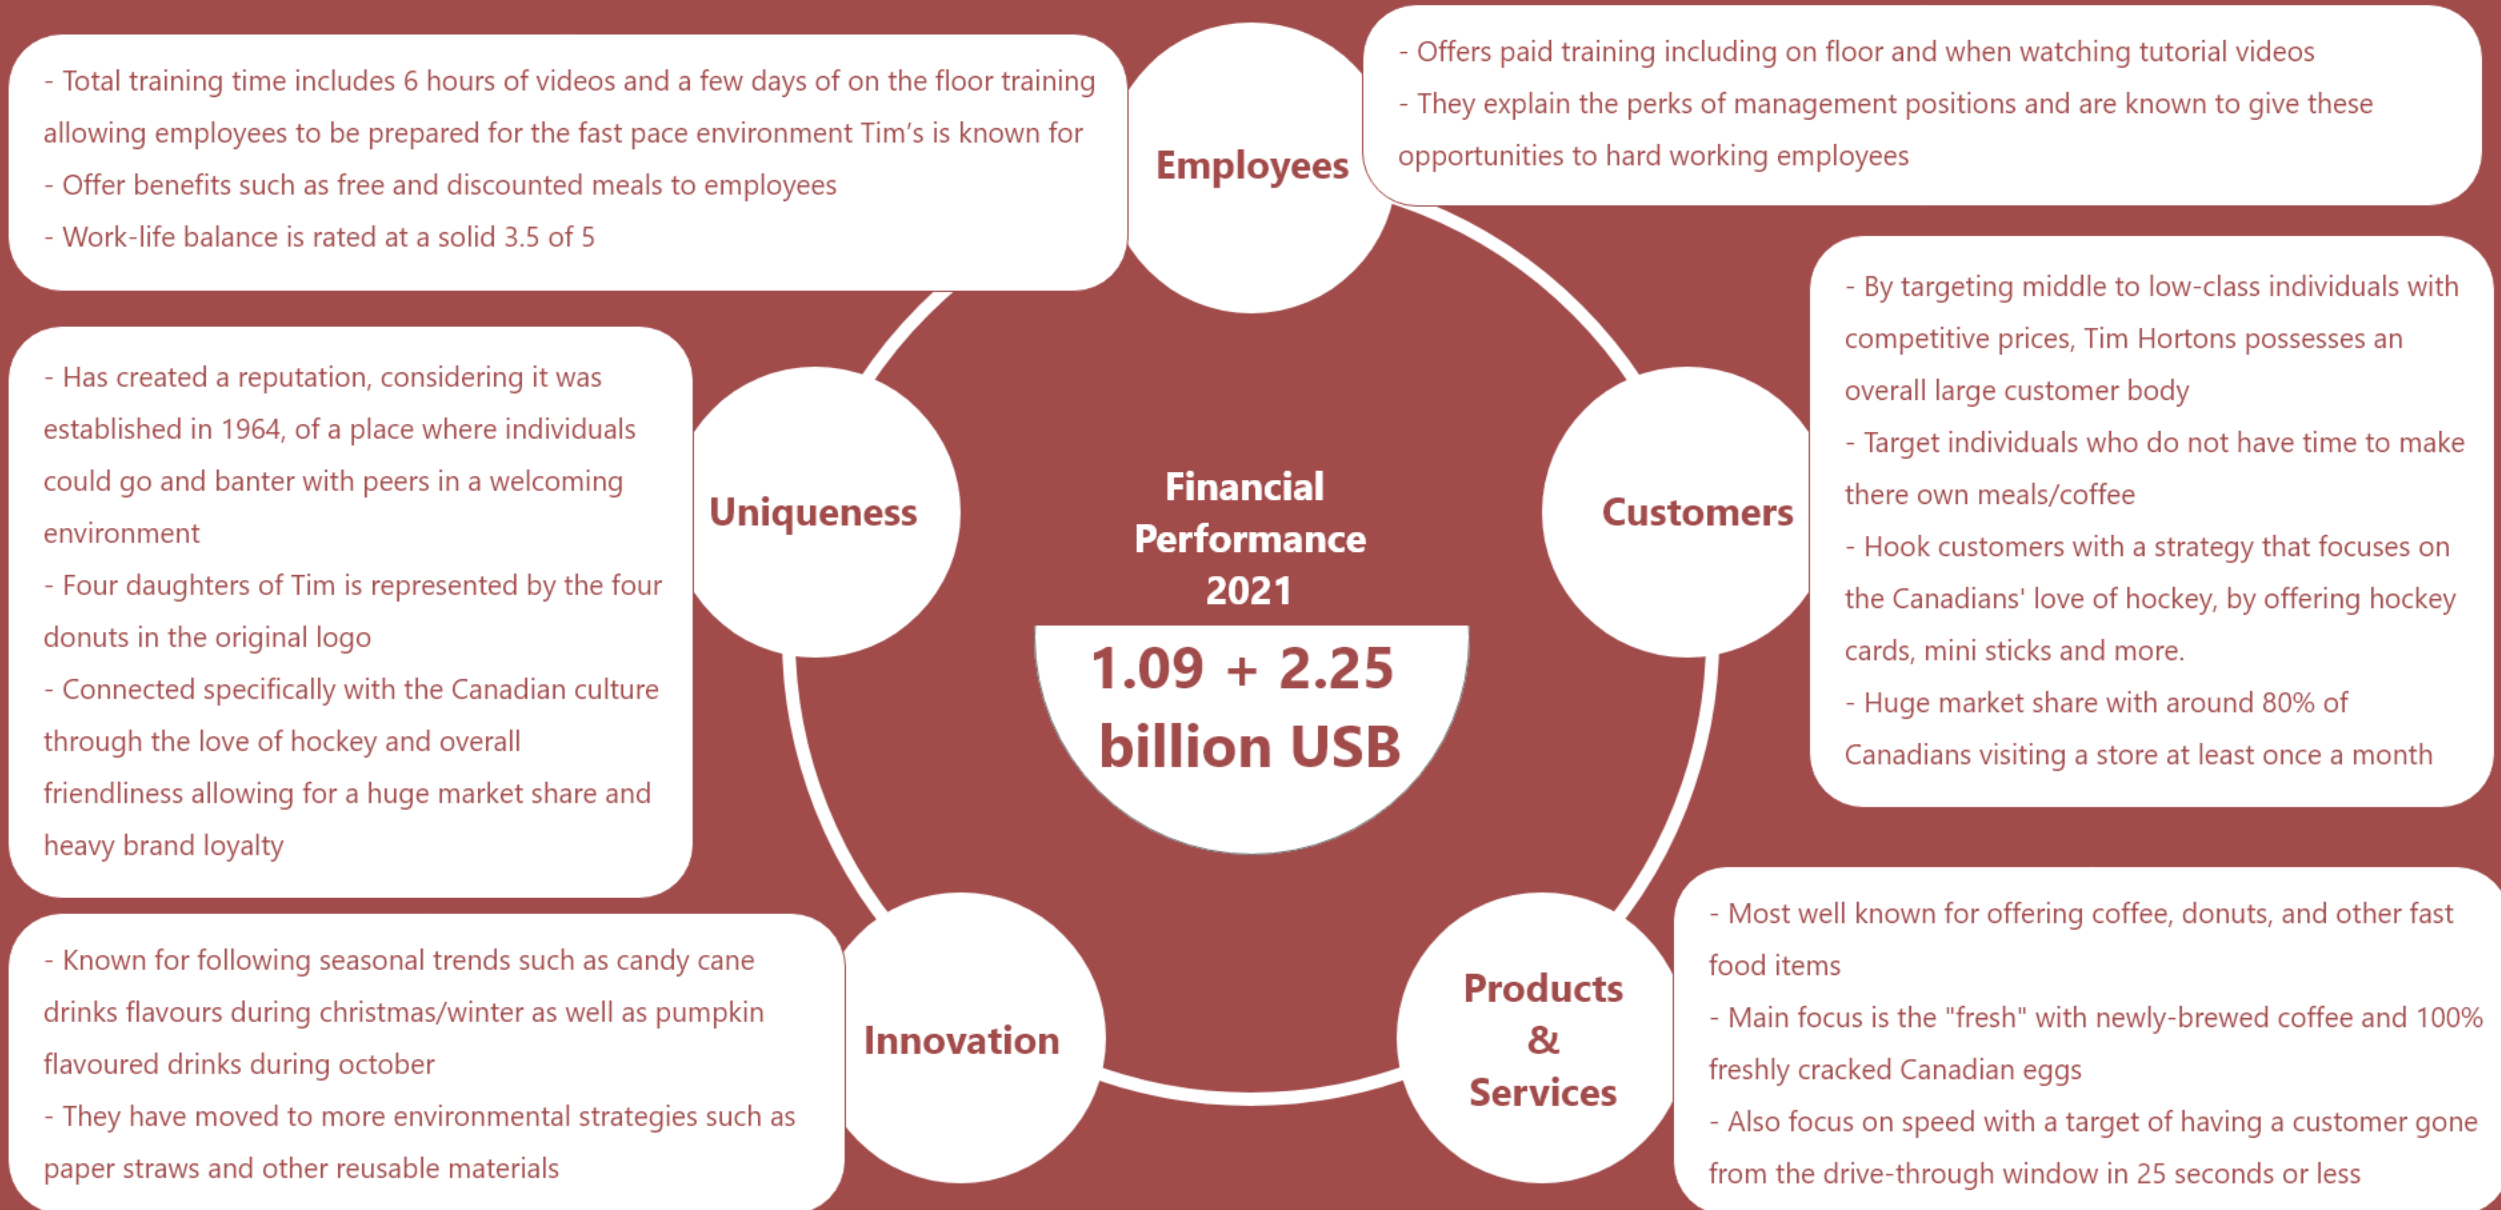 - Total training time includes 6 hours of videos and a few days of on the floor training
allowing employees to be prepared for the fast pace environment Tim’s is known for
- Offer benefits such as free and discounted meals to employees
- Work-life balance is rated at a solid 3.5 of 5
Employees
- Offers paid training including on floor and when watching tutorial videos
- They explain the perks of management positions and are known to give these
opportunities to hard working employees
- Has created a reputation, considering it was
established in 1964, of a place where individuals
could go and banter with peers in a welcoming
environment
- Four daughters of Tim is represented by the four
donuts in the original logo
- Connected specifically with the Canadian culture
through the love of hockey and overall
friendliness allowing for a huge market share and
heavy brand loyalty
Uniqueness
Financial
Performance
2021
1.09 + 2.25
billion USB
Customers
- By targeting middle to low-class individuals with
competitive prices, Tim Hortons possesses an
overall large customer body
- Target individuals who do not have time to make
there own meals/coffee
- Hook customers with a strategy that focuses on
the Canadians' love of hockey, by offering hockey
cards, mini sticks and more.
- Huge market share with around 80% of
Canadians visiting a store at least once a month
- Known for following seasonal trends such as candy cane
drinks flavours during christmas/winter as well as pumpkin
flavoured drinks during october
- They have moved to more environmental strategies such as
paper straws and other reusable materials
Innovation
Products
&
Services
- Most well known for offering coffee, donuts, and other fast
food items
- Main focus is the "fresh" with newly-brewed coffee and 100%
freshly cracked Canadian eggs
- Also focus on speed with a target of having a customer gone
from the drive-through window in 25 seconds or less